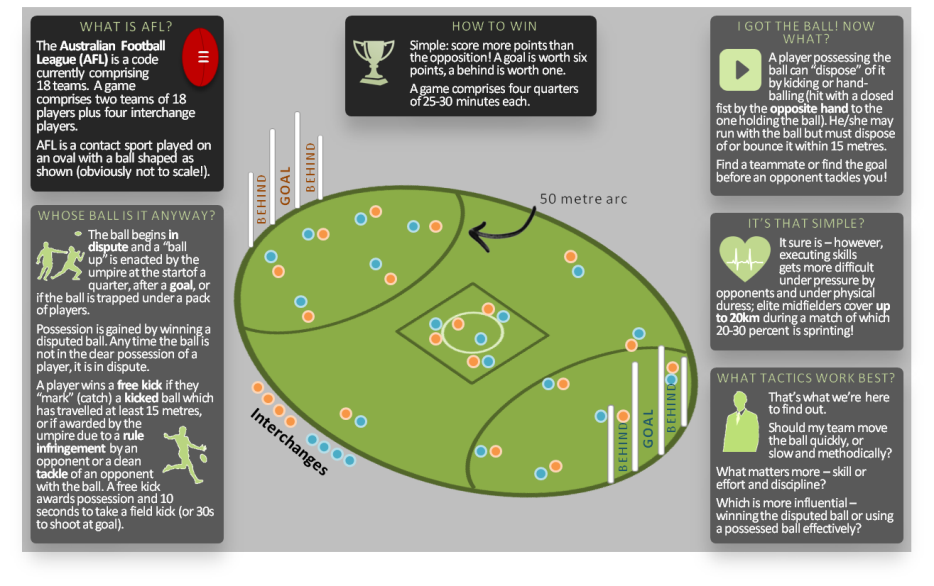 WHAT IS AFL?
The Australian Football
League (AFL) is a code
currently comprising
18 teams. A game
comprises two teams of 18
players plus four interchange
players.
AFL is a contact sport played on
an oval with a ball shaped as
shown (obviously not to scale!).
WHOSE BALL IS IT ANYWAY?
The ball begins in
dispute and a "ball
up" is enacted by the
umpire at the start of a
quarter, after a goal, or
if the ball is trapped under a pack
of players.
Possession is gained by winning a
disputed ball. Any time the ball is
not in the clear possession of a
player, it is in dispute.
A player wins a free kick if they
"mark" (catch) a kicked ball which
has travelled at least 15 metres,
or if awarded by the
umpire due to a rule
infringement by an
opponent or a clean
tackle of an opponent
with the ball. A free kick
awards possession and 10
seconds to take a field kick (or 30s
to shoot at goal).
HOW TO WIN
Simple: score more points than
the opposition! A goal is worth six
points, a behind is worth one.
A game comprises four quarters
of 25-30 minutes each.
BEHIND
GOAL
BEHIND
50 metre arc
Interchanges
BEHIND
GOAL
BEHIND
I GOT THE BALL! NOW
WHAT?
A player possessing the
ball can "dispose" of it
by kicking or hand-
balling (hit with a closed
fist by the opposite hand to the
one holding the ball). He/she may
run with the ball but must dispose
of or bounce it within 15 metres.
Find a teammate or find the goal
before an opponent tackles you!
IT'S THAT SIMPLE?
It sure is – however,
executing skills
gets more difficult
under pressure by
opponents and under physical
duress; elite midfielders cover up
to 20km during a match of which
20-30 percent is sprinting!
WHAT TACTICS WORK BEST?
That's what we're here
to find out.
Should my team move
the ball quickly, or
slow and methodically?
What matters more – skill or
effort and discipline?
Which is more influential –
winning the disputed ball or using
a possessed ball effectively?